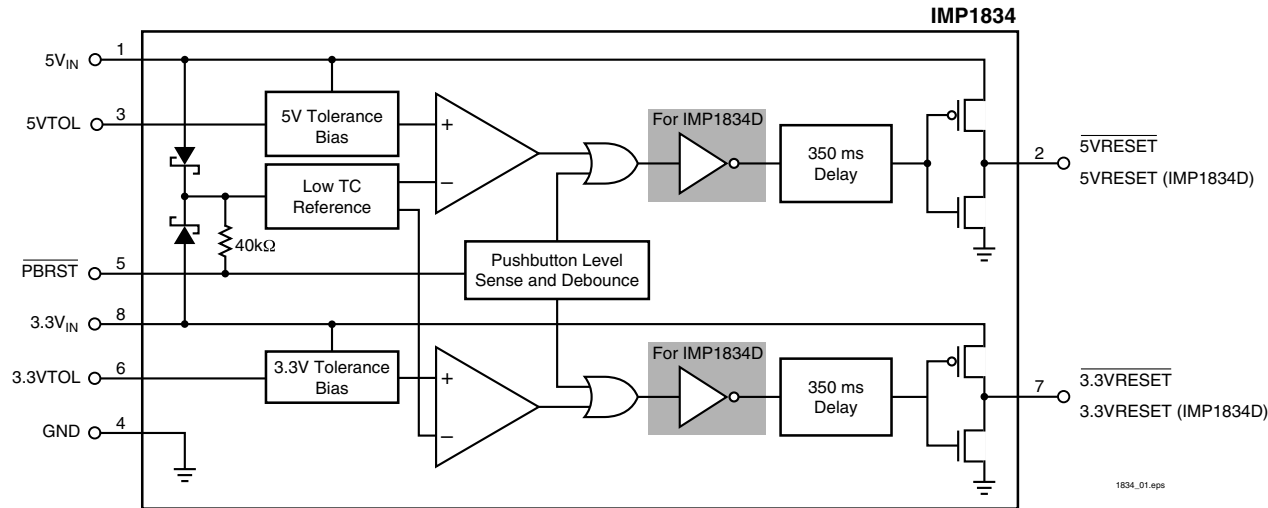 IMP1834
5VIN
1
5VTOL
3
5V Tolerance
Bias
+
−
For IMP1834D
350 ms
Delay
2
5VRESET
5VRESET (IMP1834D)
Low TC
Reference
40kΩ
PBRST
5
Pushbutton Level
Sense and Debounce
3.3VIN
8
3.3VTOL
6
3.3V Tolerance
Bias
+
−
For IMP1834D
350 ms
Delay
7
3.3VRESET
3.3VRESET (IMP1834D)
GND
4
1834_01.eps